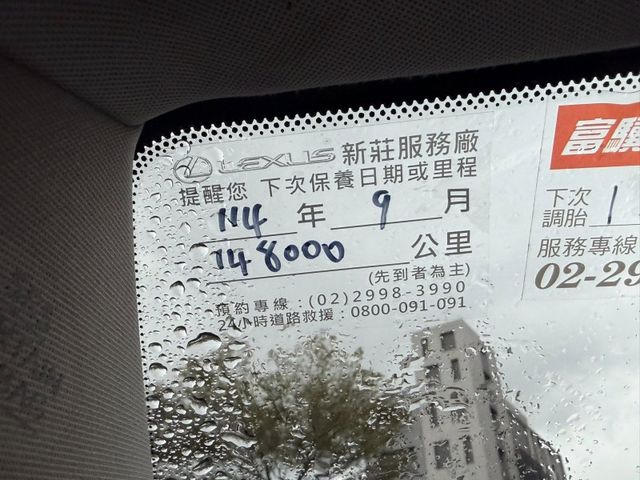 LEXUS 新莊服務廠
提醒您 下次保養日期或里程
114 年 9 月
148000 公里
(先到者為主)
預約專線：(02)2998-3990
24小時道路救援：0800-091-091
富驥
下次
調胎 1
服務專線
02-29